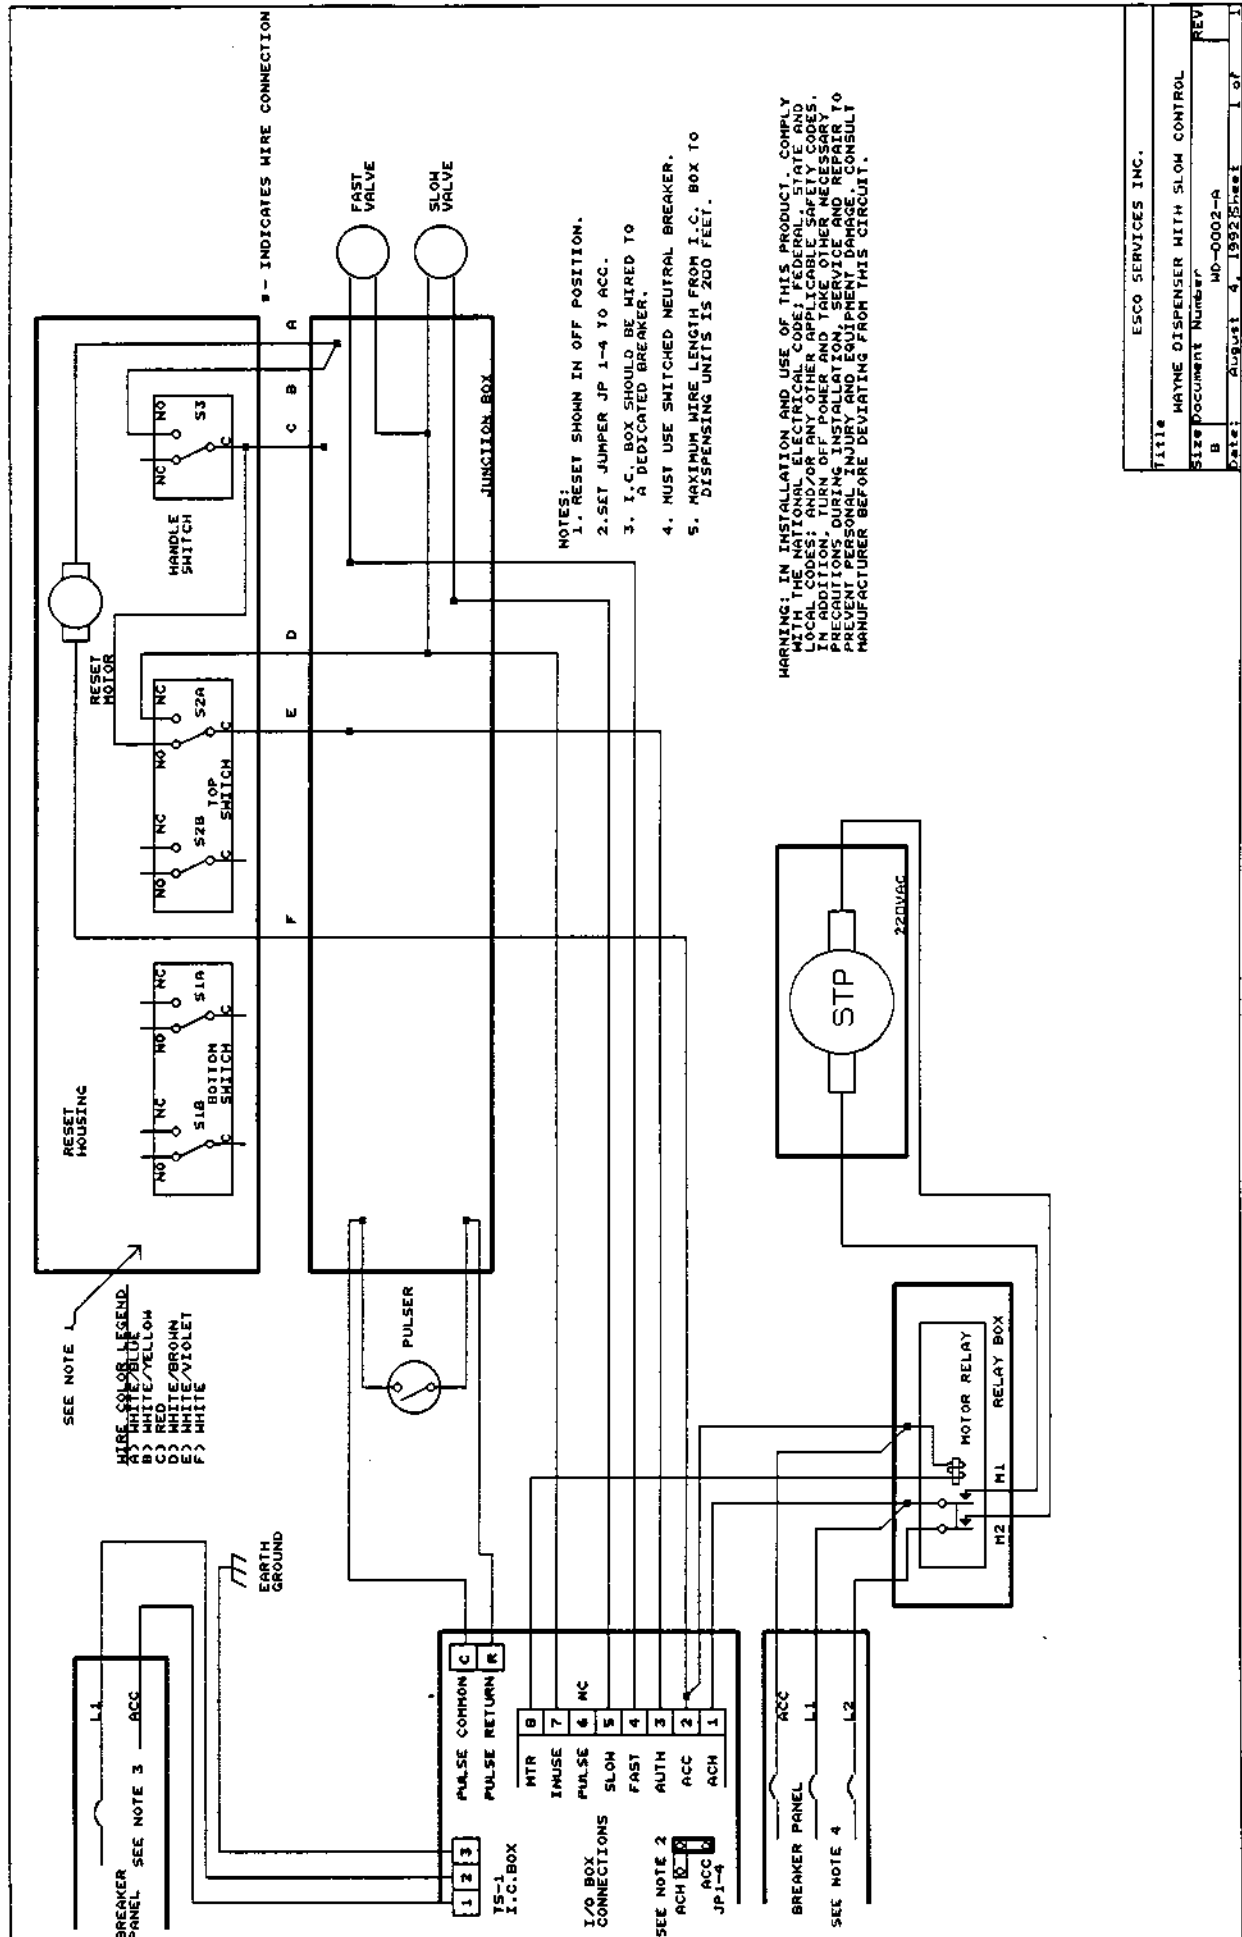 BREAKER
PANEL
L1
SEE NOTE 3
ACC
EARTH
GROUND
SEE NOTE 1
WIRE COLOR LEGEND
A) WHITE/BLUE
B) WHITE/YELLOW
C) RED
D) WHITE/BROWN
E) WHITE/VIOLET
F) WHITE
RESET
HOUSING
NO
NC
S1B
C
BOTTOM
SWITCH
NO
NC
S1A
C
NO
NC
S2B
C
TOP
SWITCH
NO
NC
S2A
C
RESET
MOTOR
HANDLE
SWITCH
NC
NO
S3
C
- INDICATES WIRE CONNECTION
F
E
D
C
B
A
JUNCTION BOX
FAST
VALVE
SLOW
VALVE
PULSER
1
2
3
TS-1
I.C.BOX
PULSE COMMON
C
PULSE RETURN
R
MTR
8
INUSE
7
PULSE
6
NC
SLOW
5
FAST
4
AUTH
3
ACC
2
ACH
1
I/O BOX
CONNECTIONS
SEE NOTE 2
ACH
ACC
JP1-4
BREAKER PANEL
ACC
L1
L2
SEE NOTE 4
MOTOR RELAY
RELAY BOX
M2
M1
STP
220VAC
NOTES:
1. RESET SHOWN IN OFF POSITION.
2.SET JUMPER JP 1-4 TO ACC.
3. I.C. BOX SHOULD BE WIRED TO
A DEDICATED BREAKER.
4. MUST USE SWITCHED NEUTRAL BREAKER.
5. MAXIMUM WIRE LENGTH FROM I.C. BOX TO
DISPENSING UNITS IS 200 FEET.
WARNING: IN INSTALLATION AND USE OF THIS PRODUCT, COMPLY
WITH THE NATIONAL ELECTRICAL CODE; FEDERAL, STATE AND
LOCAL CODES; AND/OR ANY OTHER APPLICABLE SAFETY CODES.
IN ADDITION, TURN OFF POWER AND TAKE OTHER NECESSARY
PRECAUTIONS DURING INSTALLATION, SERVICE AND REPAIR TO
PREVENT PERSONAL INJURY AND EQUIPMENT DAMAGE. CONSULT
MANUFACTURER BEFORE DEVIATING FROM THIS CIRCUIT.
ESCO SERVICES INC.
Title
WAYNE DISPENSER WITH SLOW CONTROL
Size Document Number
REV
B
WD-0002-A
Date: August 4, 1992 Sheet 1 of 1